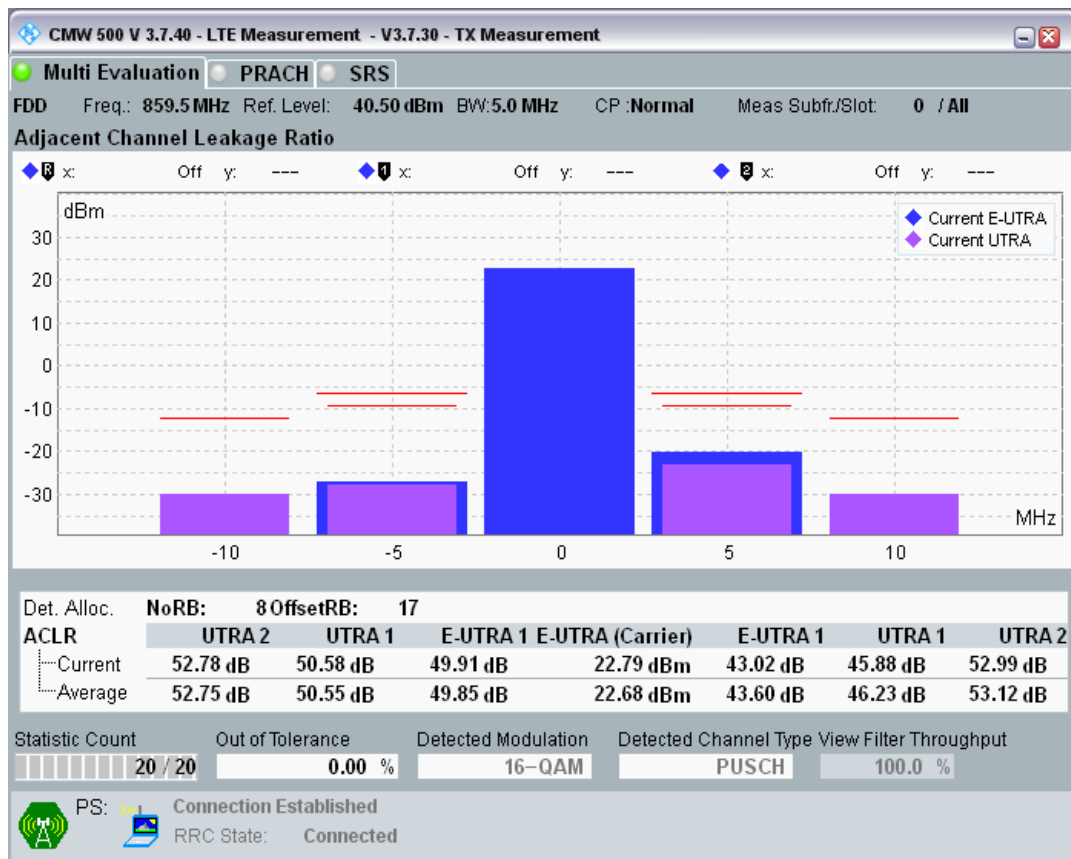 CMW 500 V 3.7.40 - LTE Measurement - V3.7.30 - TX Measurement
Multi Evaluation PRACH SRS
FDD Freq.: 859.5 MHz Ref. Level: 40.50 dBm BW:5.0 MHz CP :Normal Meas Subfr./Slot: 0 / All
Adjacent Channel Leakage Ratio
R x: Off y: --- 1 x: Off y: --- 2 x: Off y: ---
dBm
Current E-UTRA
Current UTRA
30
20
10
0
-10
-20
-30
MHz
-10 -5 0 5 10
Det. Alloc. NoRB: 8 OffsetRB: 17
ACLR UTRA 2 UTRA 1 E-UTRA 1 E-UTRA (Carrier) E-UTRA 1 UTRA 1 UTRA 2
Current 52.78 dB 50.58 dB 49.91 dB 22.79 dBm 43.02 dB 45.88 dB 52.99 dB
Average 52.75 dB 50.55 dB 49.85 dB 22.68 dBm 43.60 dB 46.23 dB 53.12 dB
Statistic Count Out of Tolerance Detected Modulation Detected Channel Type View Filter Throughput
20 / 20 0.00 % 16-QAM PUSCH 100.0 %
PS: Connection Established
RRC State: Connected